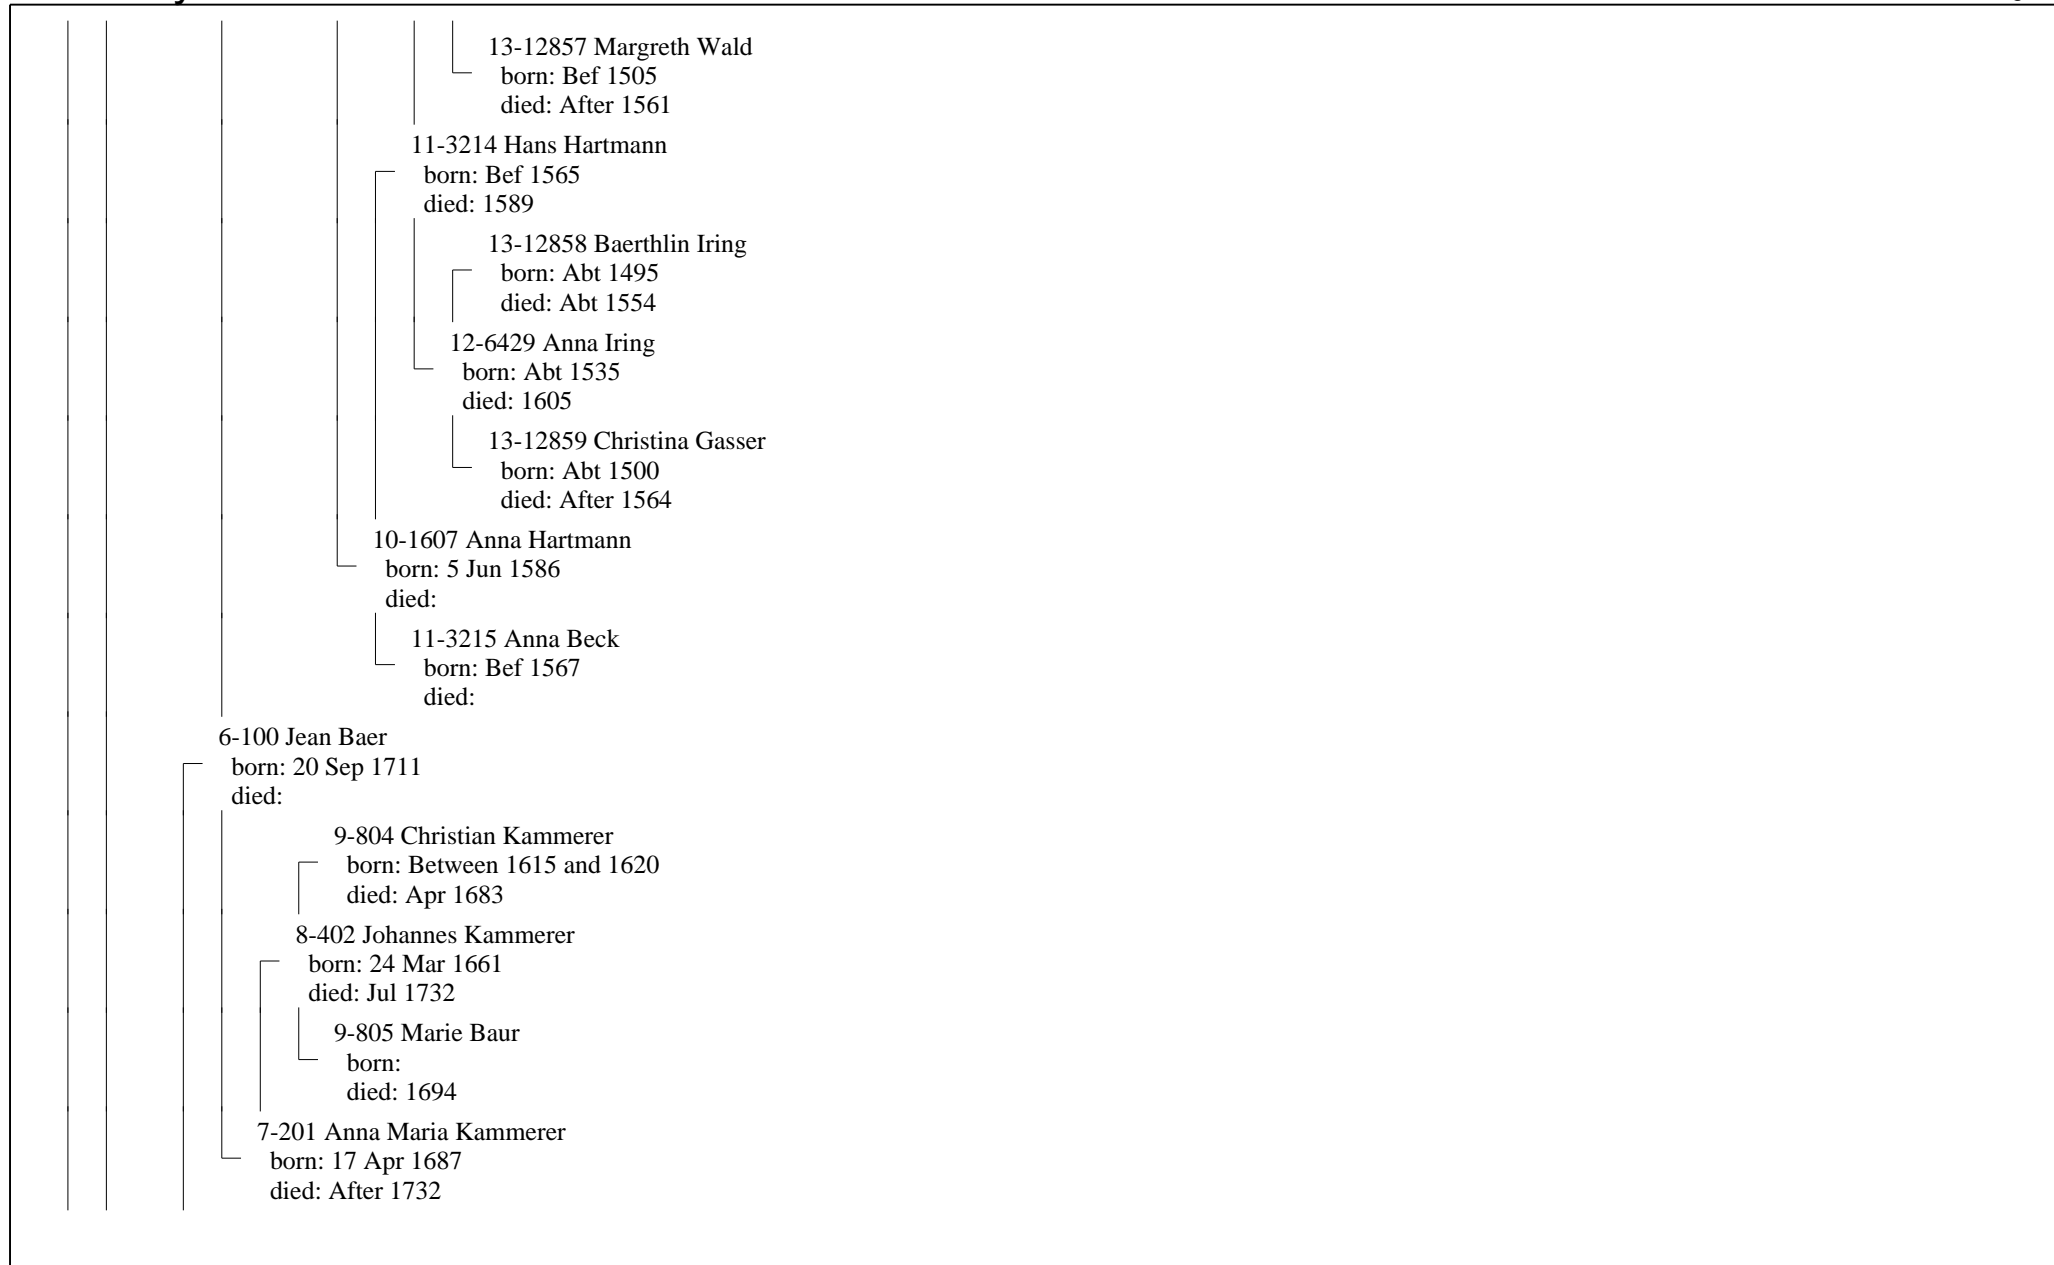 13-12857 Margreth Wald
born: Bef 1505
died: After 1561
11-3214 Hans Hartmann
born: Bef 1565
died: 1589
13-12858 Baerthlin Iring
born: Abt 1495
died: Abt 1554
12-6429 Anna Iring
born: Abt 1535
died: 1605
13-12859 Christina Gasser
born: Abt 1500
died: After 1564
10-1607 Anna Hartmann
born: 5 Jun 1586
died:
11-3215 Anna Beck
born: Bef 1567
died:
6-100 Jean Baer
born: 20 Sep 1711
died:
9-804 Christian Kammerer
born: Between 1615 and 1620
died: Apr 1683
8-402 Johannes Kammerer
born: 24 Mar 1661
died: Jul 1732
9-805 Marie Baur
born:
died: 1694
7-201 Anna Maria Kammerer
born: 17 Apr 1687
died: After 1732